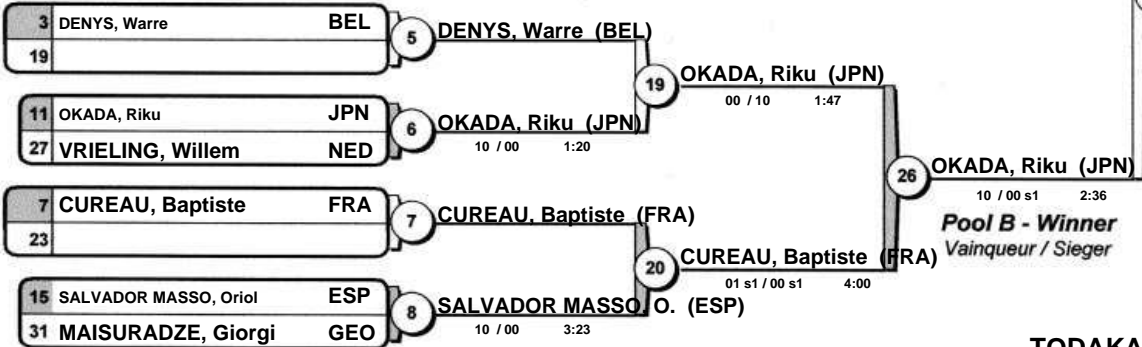 3 DENYS, Warre BEL
19
5
DENYS, Warre (BEL)
11 OKADA, Riku JPN
27 VRIELING, Willem NED
6
OKADA, Riku (JPN)
10 / 00 1:20
19
OKADA, Riku (JPN)
00 / 10 1:47
7 CUREAU, Baptiste FRA
23
7
CUREAU, Baptiste (FRA)
15 SALVADOR MASSO, Oriol ESP
31 MAISURADZE, Giorgi GEO
8
SALVADOR MASSO, O. (ESP)
10 / 00 3:23
20
CUREAU, Baptiste (FRA)
01 s1 / 00 s1 4:00
26
OKADA, Riku (JPN)
10 / 00 s1 2:36
Pool B - Winner
Vainqueur / Sieger